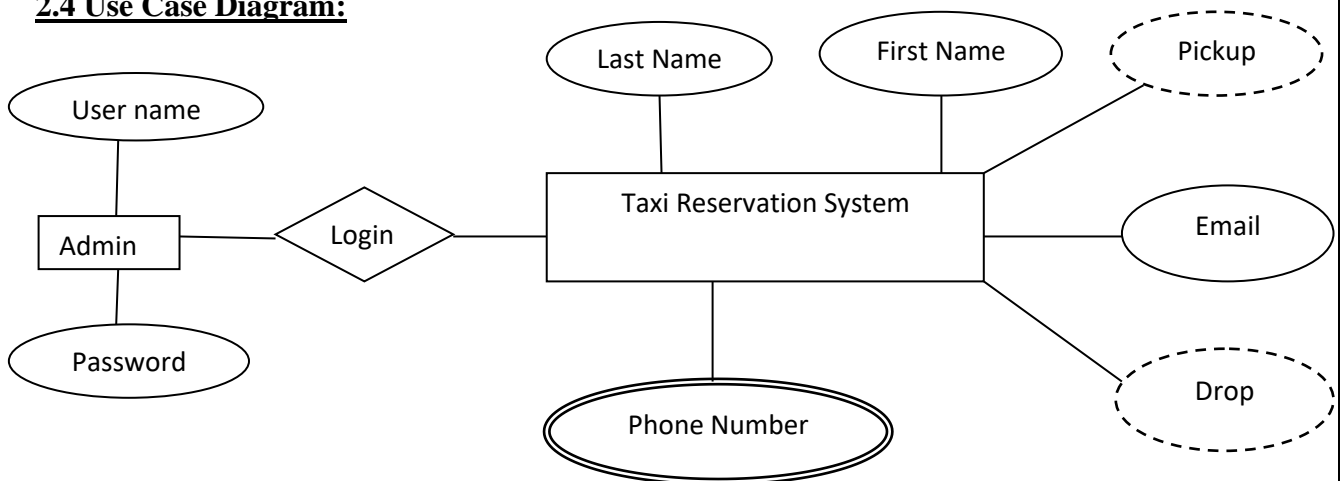 2.4 Use Case Diagram:
Last Name
First Name
Pickup
User name
Taxi Reservation System
Admin
Login
Email
Password
Drop
Phone Number